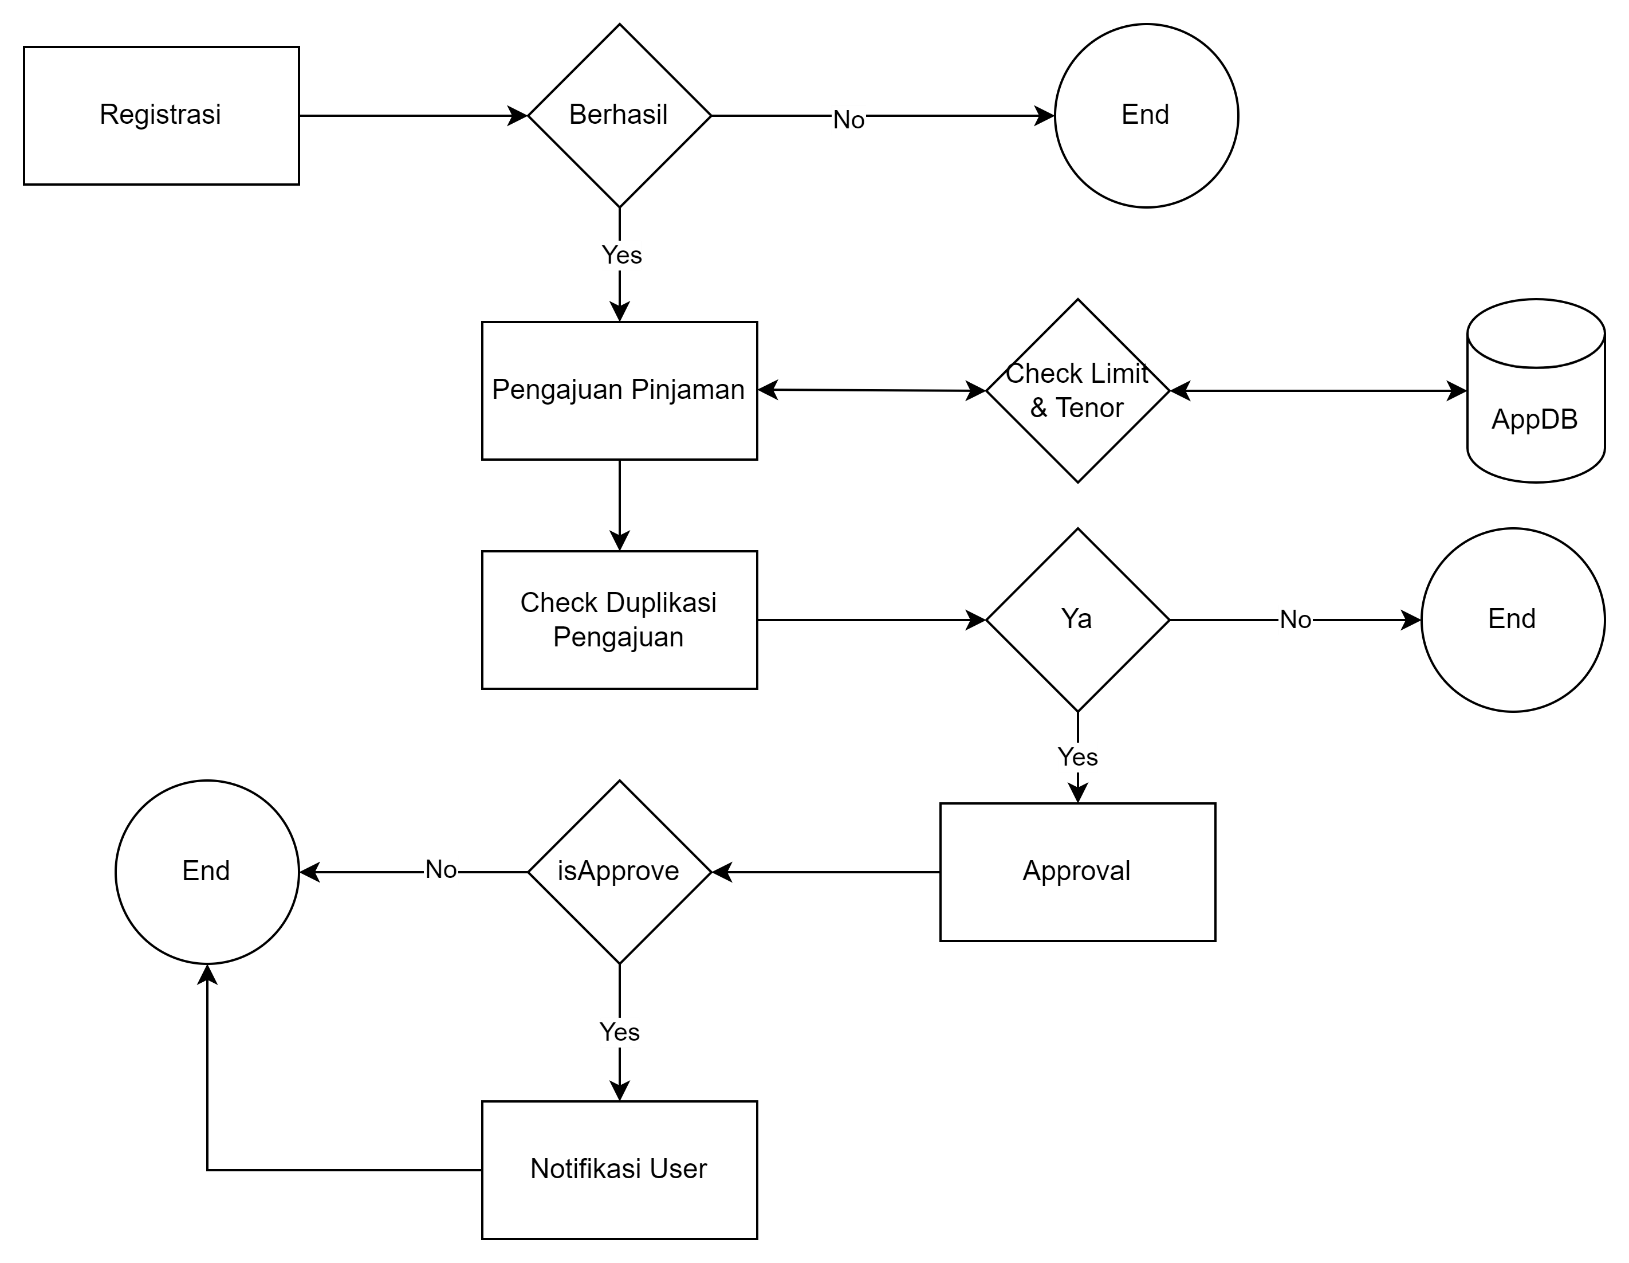 Registrasi
Berhasil
No
End
Yes
Pengajuan Pinjaman
Check Limit
& Tenor
AppDB
Check Duplikasi
Pengajuan
Ya
No
End
Yes
End
No
isApprove
Approval
Yes
Notifikasi User